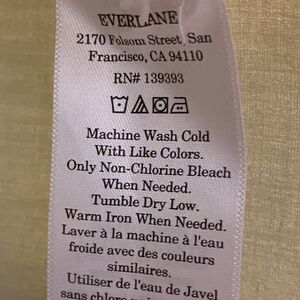 EVERLANE
2170 Folsom Street, San
Francisco, CA 94110
RN# 139393
Machine Wash Cold
With Like Colors.
Only Non-Chlorine Bleach
When Needed.
Tumble Dry Low.
Warm Iron When Needed.
Laver à la machine à l'eau
froide avec des couleurs
similaires.
Utiliser de l'eau de Javel
sans chlore